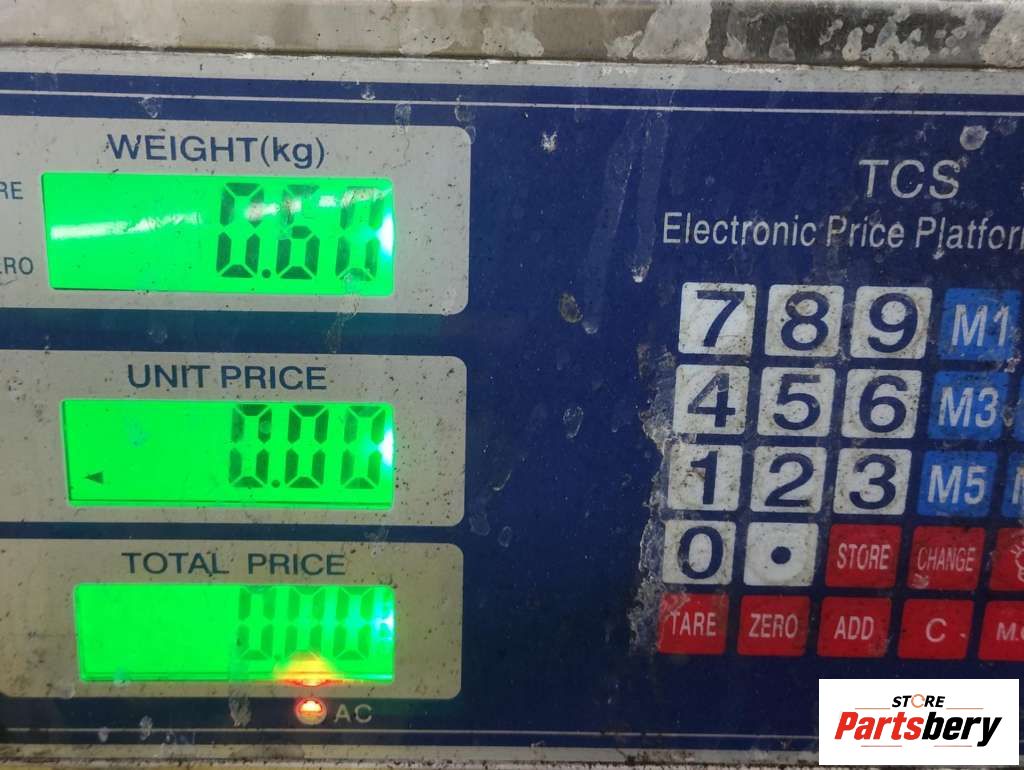 WEIGHT(kg)
RE
0.60
ERO
UNIT PRICE
0.00
TOTAL PRICE
0.00
AC
TCS
Electronic Price Platfor
7 8 9 M1
4 5 6 M3
1 2 3 M5
0 . STORE CHANGE
TARE ZERO ADD C M.
STORE
Partsbery